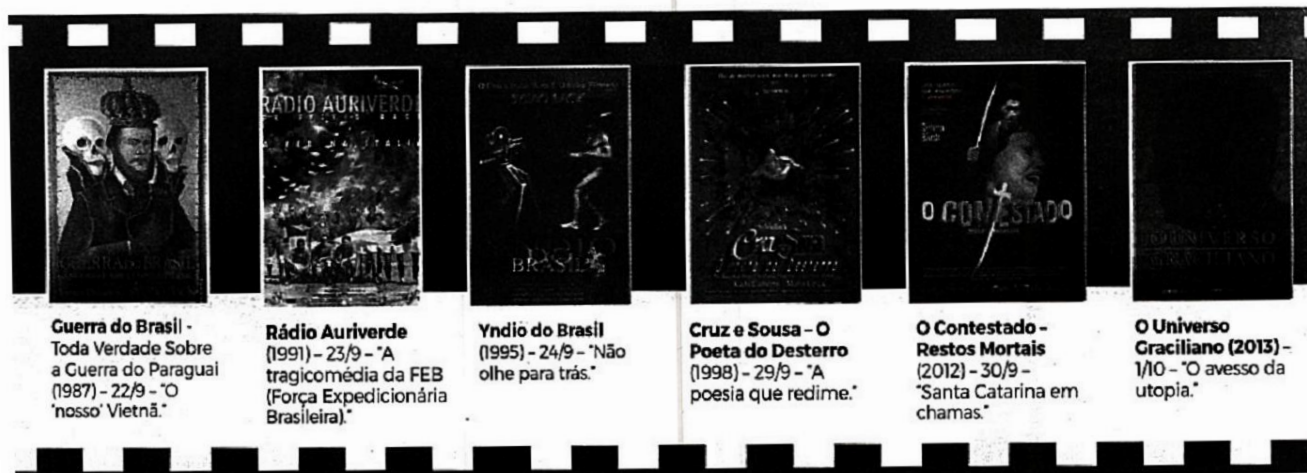 RÁDIO AURIVERDE
BRASIL
O CONTESTADO
O UNIVERSO
GRACILIANO
Guerra do Brasil -
Toda Verdade Sobre
a Guerra do Paraguai
(1987) - 22/9 - "O
'nosso' Vietnã."
Rádio Auriverde
(1991) - 23/9 - "A
tragicomédia da FEB
(Força Expedicionária
Brasileira)."
Yndio do Brasil
(1995) - 24/9 - "Não
olhe para trás."
Cruz e Sousa - O
Poeta do Desterro
(1998) - 29/9 - "A
poesia que redime."
O Contestado -
Restos Mortais
(2012) - 30/9 -
"Santa Catarina em
chamas."
O Universo
Graciliano (2013) -
1/10 - "O avesso da
utopia."